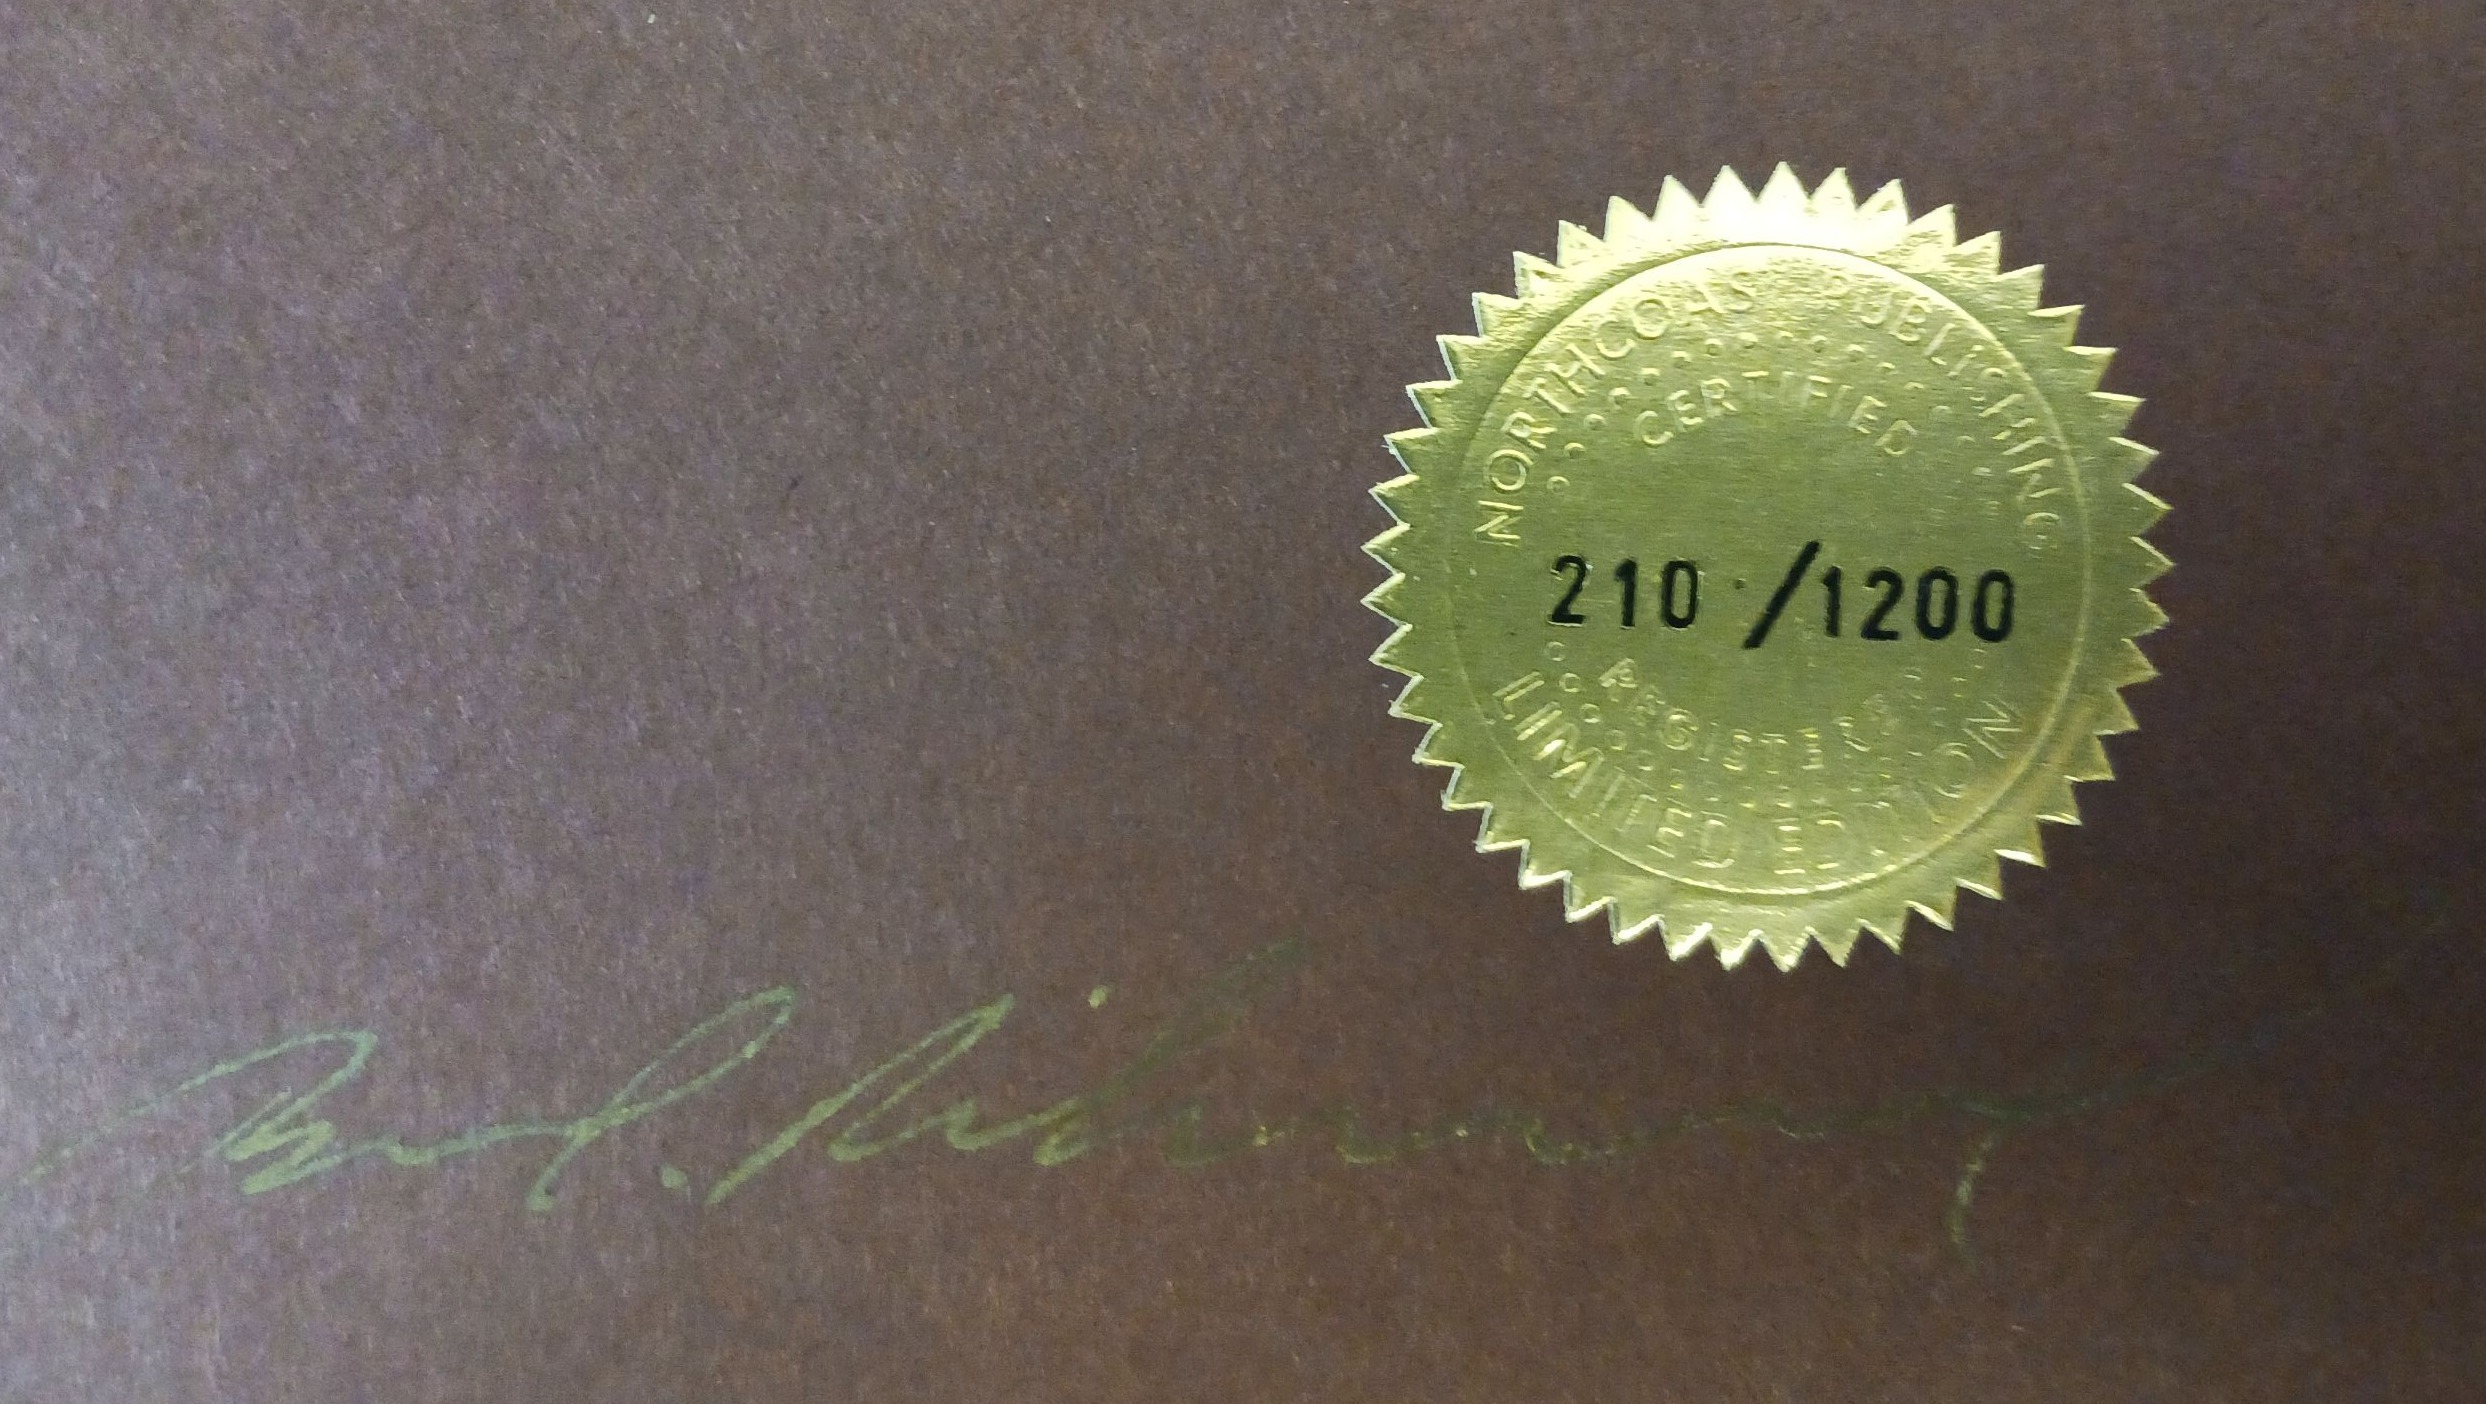 NORTHCOAST PUBLISHING
CERTIFIED
210 /1200
REGISTERED
LIMITED EDITION